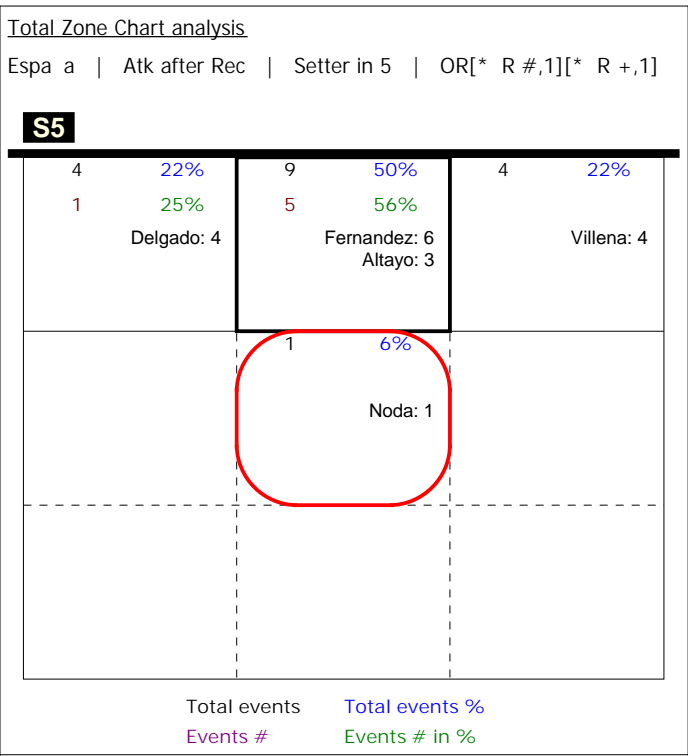 Total Zone Chart analysis
Espa a | Atk after Rec | Setter in 5 | OR[* R #,1][* R +,1]
S5
4 22% 9 50% 4 22%
1 25% 5 56%
Delgado: 4 Fernandez: 6 Villena: 4
Altayo: 3
1 6%
Noda: 1
Total events Total events %
Events # Events # in %